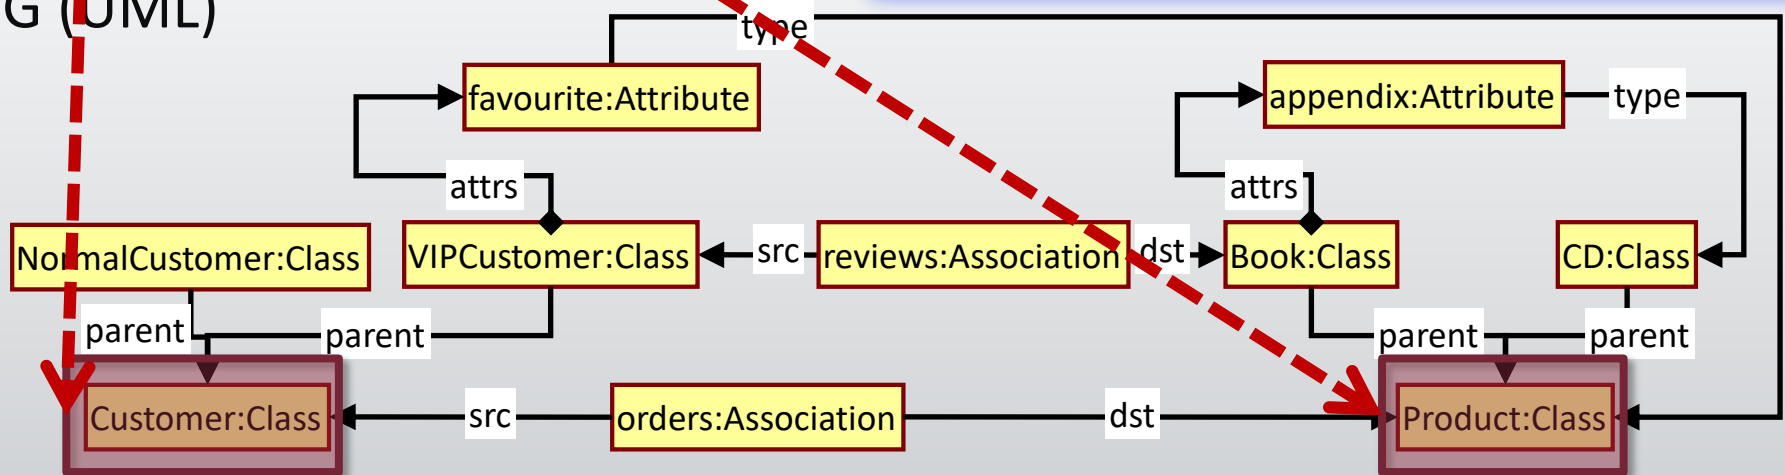 G (UML)
type
favourite:Attribute
appendix:Attribute
type
attrs
attrs
NormalCustomer:Class
VIPCustomer:Class
src
reviews:Association
dst
Book:Class
CD:Class
parent
parent
parent
parent
Customer:Class
src
orders:Association
dst
Product:Class